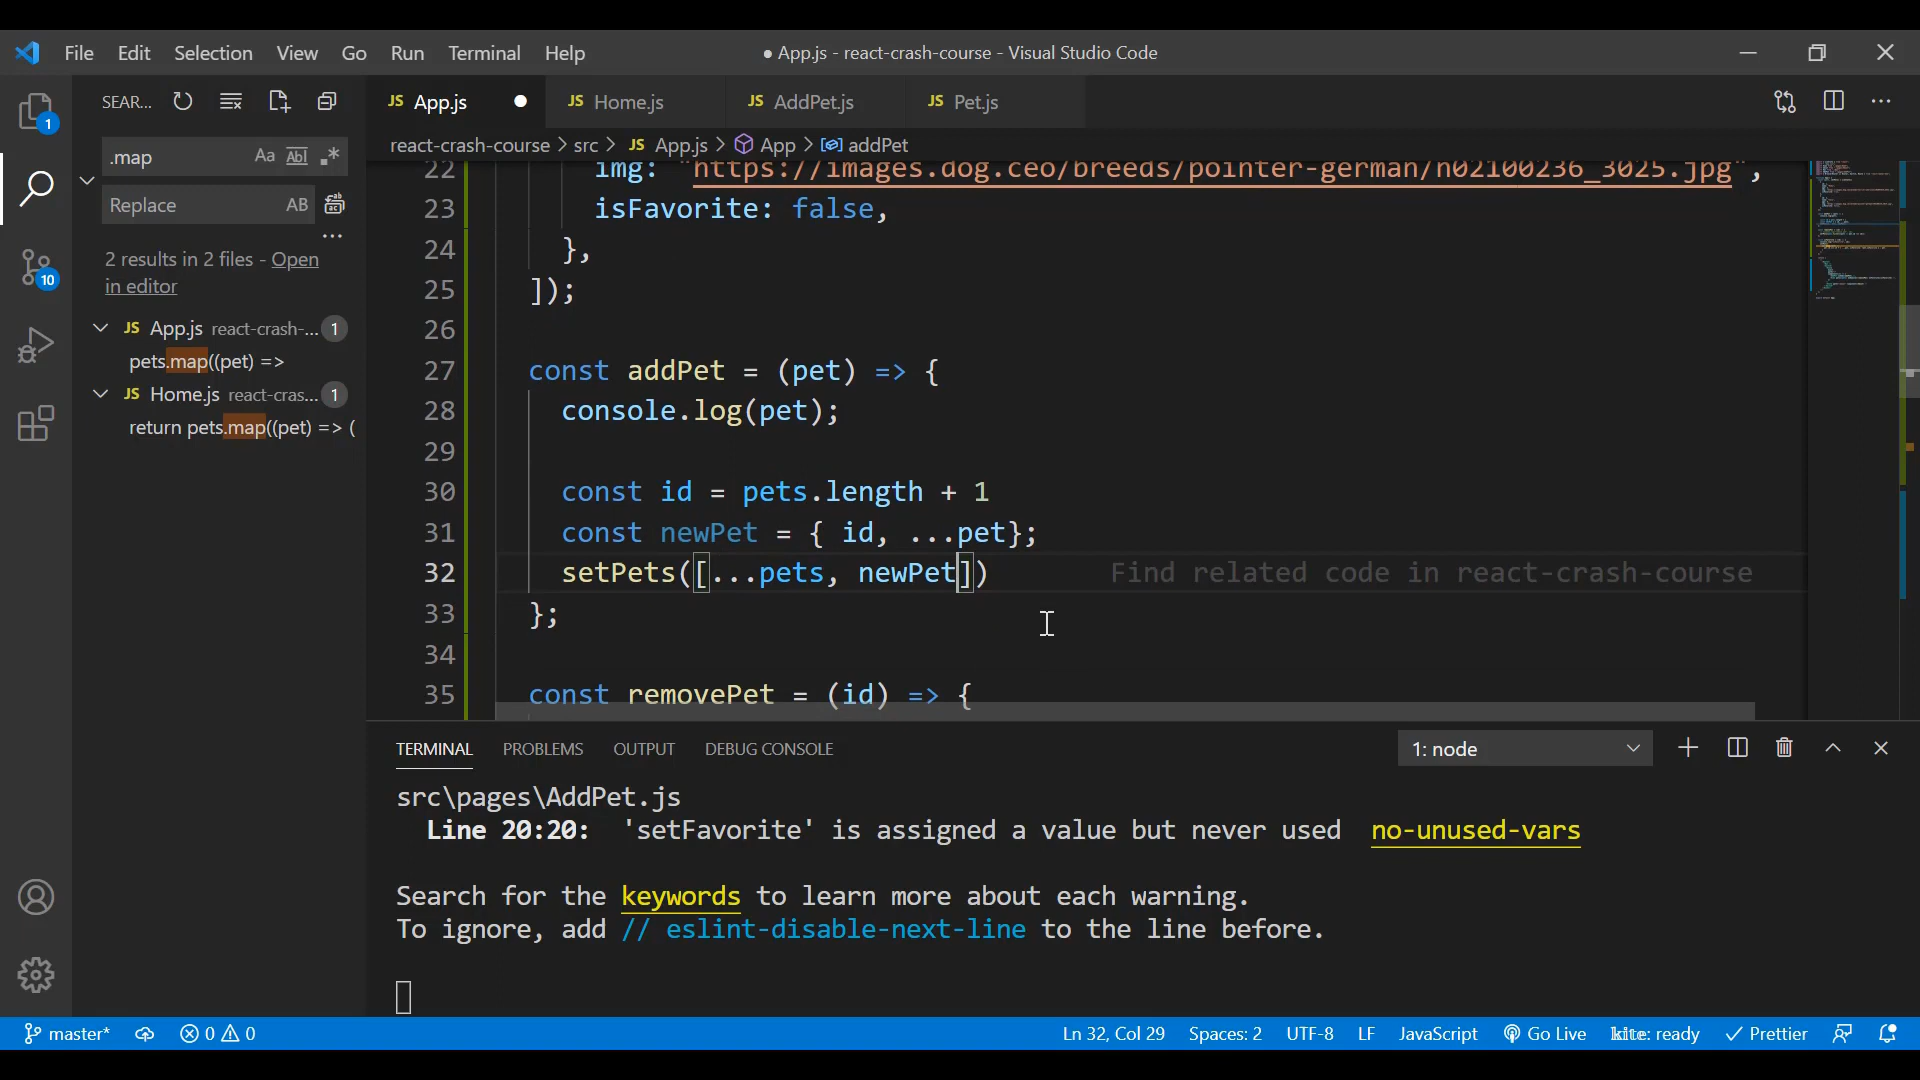 File Edit Selection View Go Run Terminal Help
● App.js - react-crash-course - Visual Studio Code
SEAR...
JS App.js ●
JS Home.js
JS AddPet.js
JS Pet.js
react-crash-course > src > JS App.js > App > addPet
1
.map
Aa Abl .*
Replace
AB
2 results in 2 files - Open
in editor
JS App.js react-crash-... 1
pets.map((pet) =>
JS Home.js react-cras... 1
return pets.map((pet) => (
10
22 img: "https://images.dog.ceo/breeds/pointer-german/n02100236_3025.jpg",
23 isFavorite: false,
24 },
25 ]);
26
27 const addPet = (pet) => {
28 console.log(pet);
29
30 const id = pets.length + 1
31 const newPet = { id, ...pet};
32 setPets([...pets, newPet]) Find related code in react-crash-course
33 };
34
35 const removePet = (id) => {
TERMINAL PROBLEMS OUTPUT DEBUG CONSOLE
1: node
src\pages\AddPet.js
Line 20:20: 'setFavorite' is assigned a value but never used no-unused-vars
Search for the keywords to learn more about each warning.
To ignore, add // eslint-disable-next-line to the line before.
master* 0 0 Ln 32, Col 29 Spaces: 2 UTF-8 LF JavaScript Go Live kite: ready Prettier